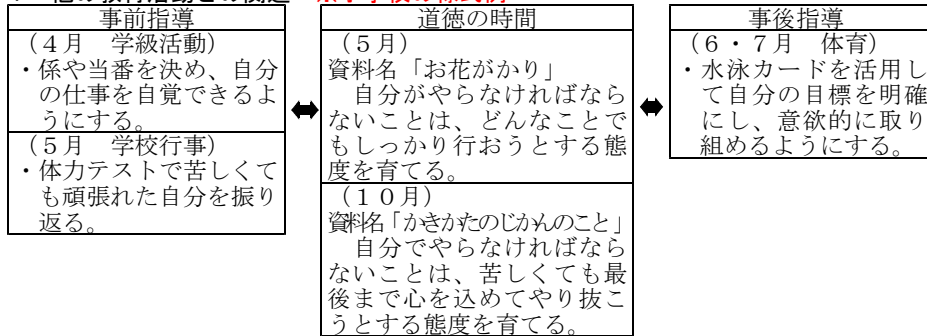 事前指導
（４月　学級活動）
・係や当番を決め、自分
の仕事を自覚できるよ
うにする。
（５月　学校行事）
・体力テストで苦しくて
も頑張れた自分を振り
返る。
道徳の時間
（５月）
資料名「お花がかり」
自分がやらなければなら
ないことは、どんなことで
もしっかり行おうとする態
度を育てる。
（１０月）
資料名「かきかたのじかんのこと」
自分でやらなければなら
ないことは、苦しくても最
後まで心を込めてやり抜こ
うとする態度を育てる。
事後指導
（６・７月　体育）
・水泳カードを活用し
て自分の目標を明確
にし、意欲的に取り
組めるようにする。